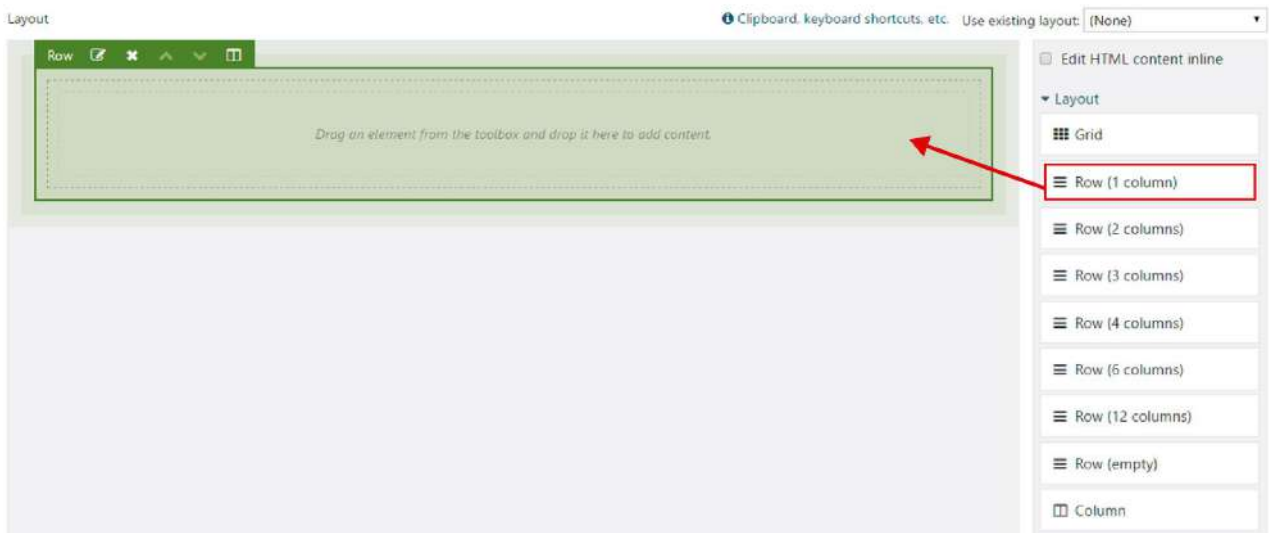 Layout
Clipboard, keyboard shortcuts, etc. Use existing layout: (None)
Row
Drag an element from the toolbox and drop it here to add content.
Edit HTML content inline
Layout
Grid
Row (1 column)
Row (2 columns)
Row (3 columns)
Row (4 columns)
Row (6 columns)
Row (12 columns)
Row (empty)
Column